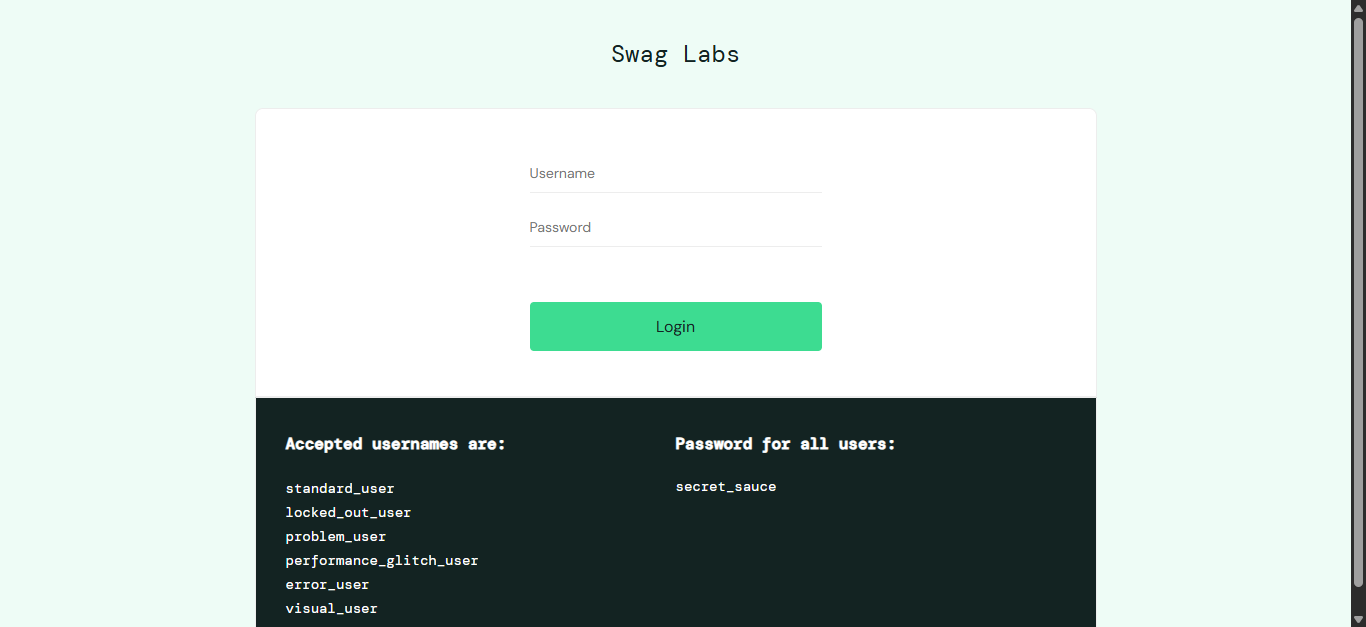 Swag Labs
Username
Password
Login
Accepted usernames are:
standard_user
locked_out_user
problem_user
performance_glitch_user
error_user
visual_user
Password for all users:
secret_sauce